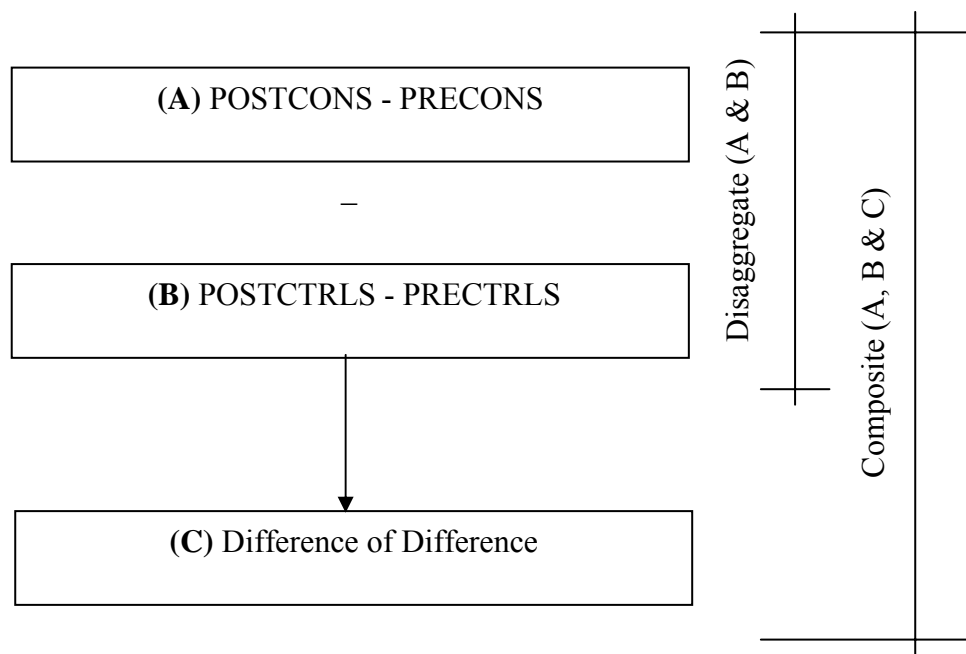 (A) POSTCONS - PRECONS
–
(B) POSTCTRLS - PRECTRLS
(C) Difference of Difference
Disaggregate (A & B)
Composite (A, B & C)